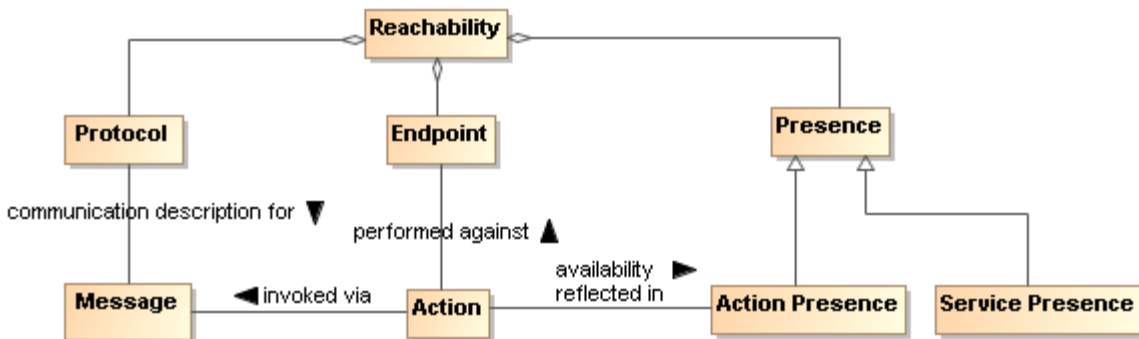 Reachability
Protocol
Endpoint
Presence
communication description for
performed against
availability
reflected in
invoked via
Message
Action
Action Presence
Service Presence